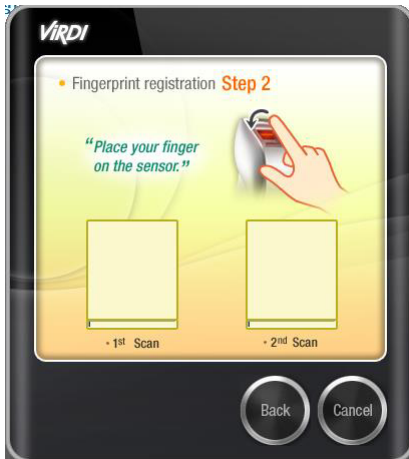 ViRDI
• Fingerprint registration Step 2
“Place your finger
on the sensor.”
• 1st Scan
• 2nd Scan
Back
Cancel